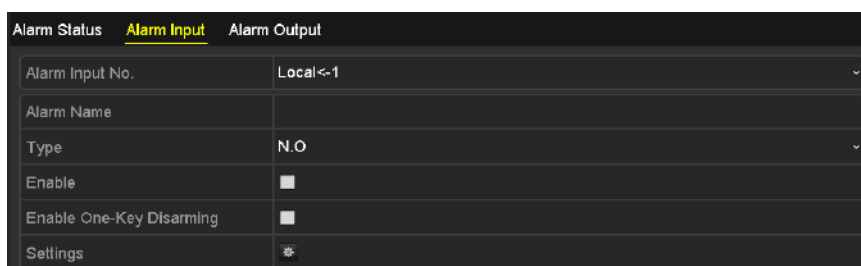 Alarm Status Alarm Input Alarm Output
Alarm Input No. Local<-1
Alarm Name
Type N.O
Enable
Enable One-Key Disarming
Settings